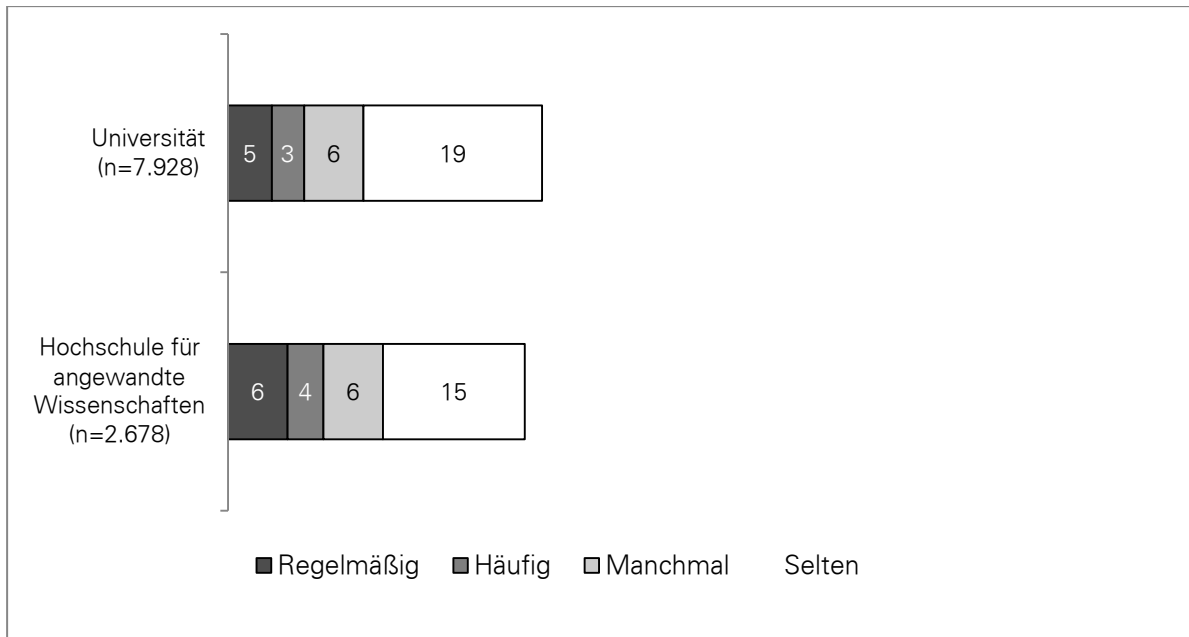 Universität
(n=7.928)
5 3 6 19
Hochschule für
angewandte
Wissenschaften
(n=2.678)
6 4 6 15
Regelmäßig Häufig Manchmal Selten